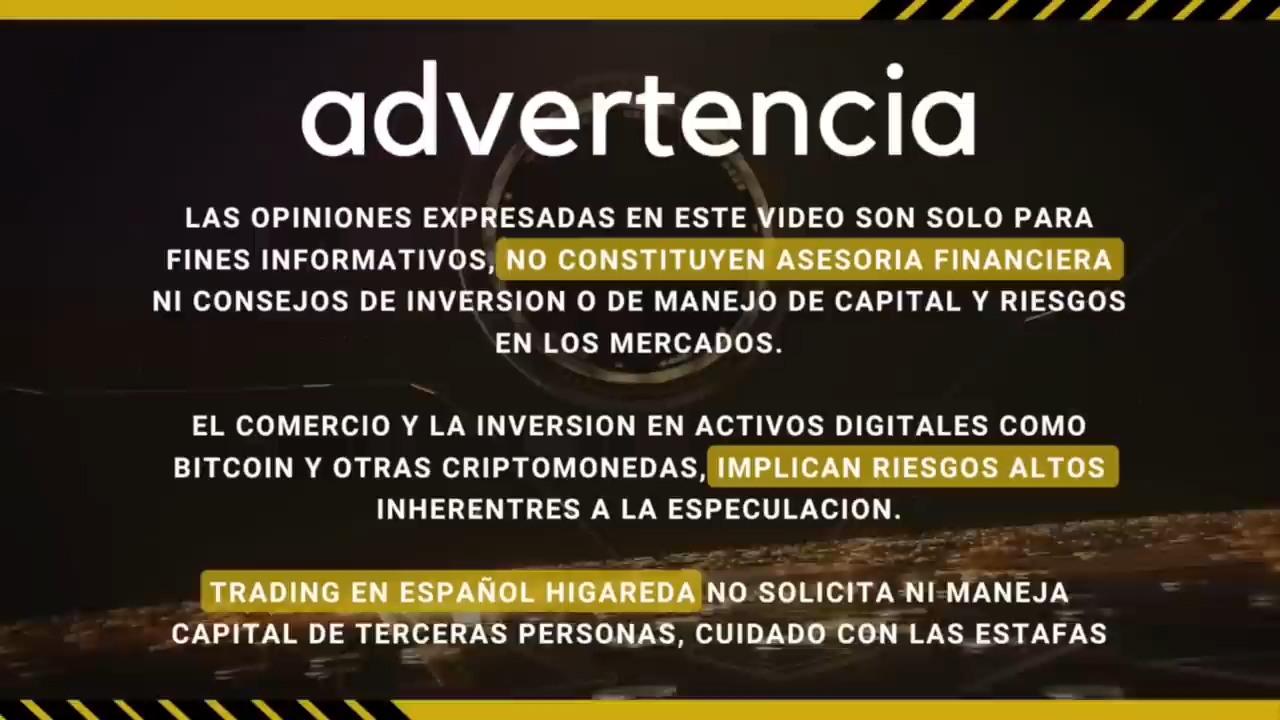 advertencia
LAS OPINIONES EXPRESADAS EN ESTE VIDEO SON SOLO PARA
FINES INFORMATIVOS, NO CONSTITUYEN ASESORIA FINANCIERA
NI CONSEJOS DE INVERSION O DE MANEJO DE CAPITAL Y RIESGOS
EN LOS MERCADOS.
EL COMERCIO Y LA INVERSION EN ACTIVOS DIGITALES COMO
BITCOIN Y OTRAS CRIPTOMONEDAS, IMPLICAN RIESGOS ALTOS
INHERENTRES A LA ESPECULACION.
TRADING EN ESPAÑOL HIGAREDA NO SOLICITA NI MANEJA
CAPITAL DE TERCERAS PERSONAS, CUIDADO CON LAS ESTAFAS